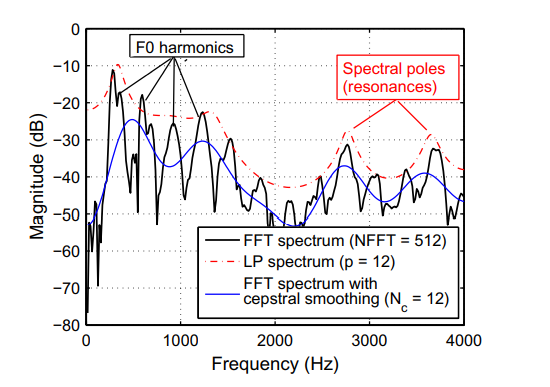 0
F0 harmonics
−10
Spectral poles
(resonances)
−20
−30
Magnitude (dB)
−40
−50
FFT spectrum (NFFT = 512)
−60
LP spectrum (p = 12)
−70
FFT spectrum with
cepstral smoothing (Nc = 12)
−80
0 1000 2000 3000 4000
Frequency (Hz)